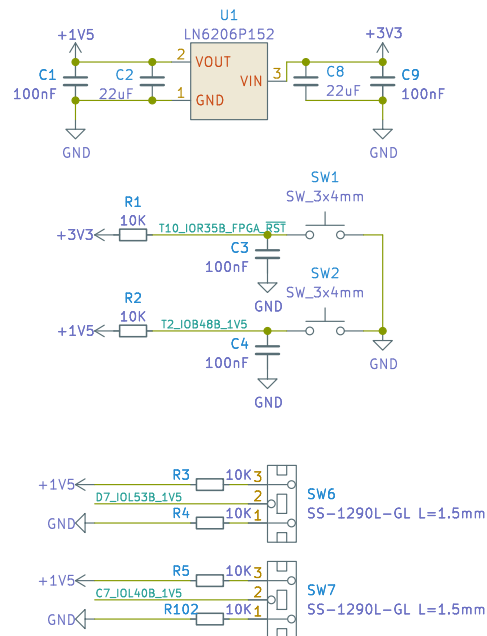 U1
LN6206P152
+1V5
+3V3
2 VOUT
VIN 3
1 GND
C1
100nF
C2
22uF
C8
22uF
C9
100nF
GND
GND
SW1
SW_3x4mm
R1
10K
+3V3
T10_IOR35B_FPGA_RST
C3
100nF
GND
SW2
SW_3x4mm
R2
10K
+1V5
T2_IOB48B_1V5
C4
100nF
GND
GND
R3 10K 3
+1V5
D7_IOL53B_1V5 2
R4 10K 1
GND
SW6
SS-1290L-GL L=1.5mm
R5 10K 3
+1V5
C7_IOL40B_1V5 2
R102 10K 1
GND
SW7
SS-1290L-GL L=1.5mm